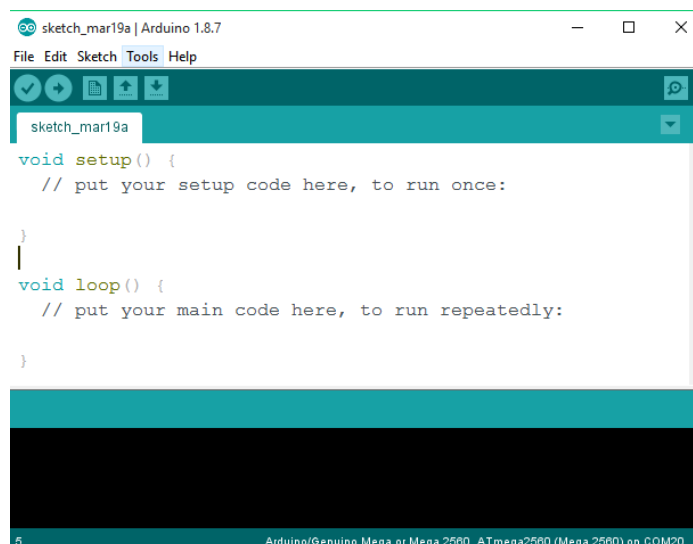 sketch_mar19a | Arduino 1.8.7
File Edit Sketch Tools Help
sketch_mar19a
void setup() {
  // put your setup code here, to run once:
}
void loop() {
  // put your main code here, to run repeatedly:
}
5
Arduino/Genuino Mega or Mega 2560, ATmega2560 (Mega 2560) on COM20